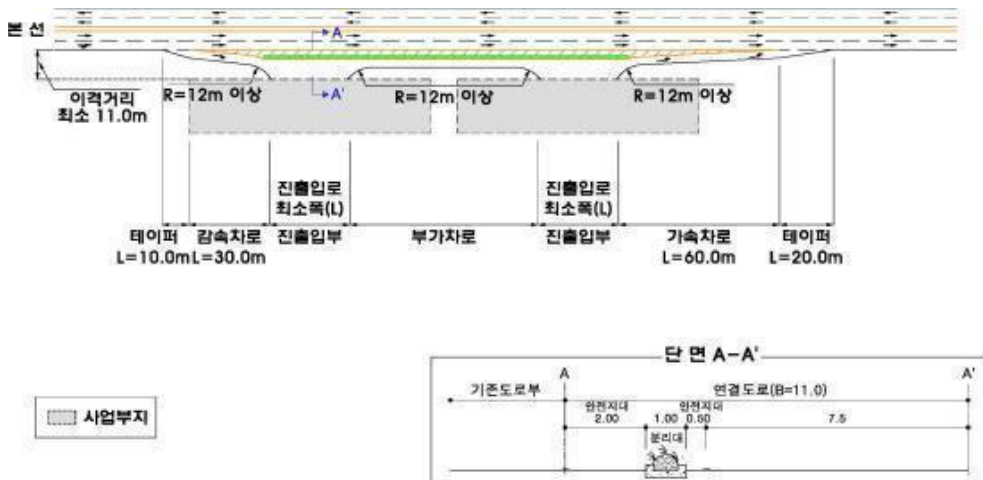 본 선
A
A'
이격거리
최소 11.0m
R=12m 이상
R=12m 이상
R=12m 이상
진출입로
최소폭(L)
진출입로
최소폭(L)
테이퍼
L=10.0m
감속차로
L=30.0m
진출입부
부가차로
진출입부
가속차로
L=60.0m
테이퍼
L=20.0m
사업부지
단 면 A-A'
A
A'
기존도로부
연결도로(B=11.0)
안전지대
2.00
1.00
안전지대
0.50
7.5
분리대